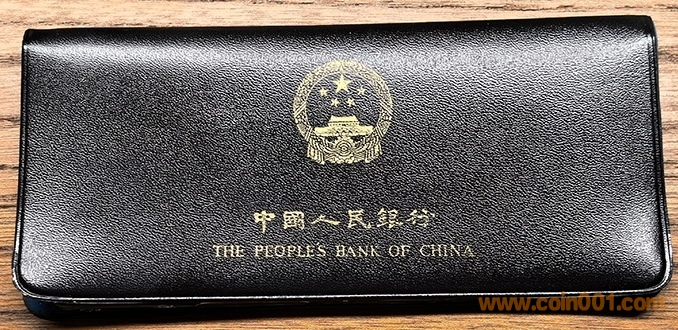 中國人民銀行
THE PEOPLE'S BANK OF CHINA
www.coin001.com